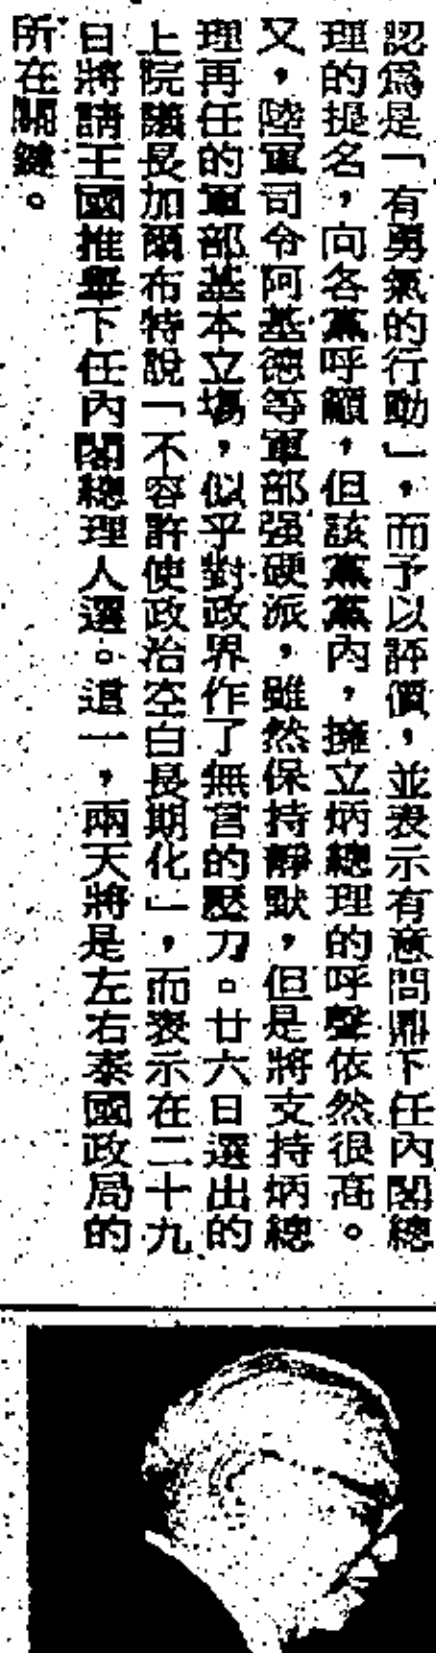 認爲是「有勇氣的行動」，而予以評價，並表示有意問鼎下任內閣總
理的提名，向各黨呼籲，但該黨黨內，擁立炳總理的呼聲依然很高。
又，陸軍司令阿基德等軍部强硬派，雖然保持靜默，但是將支持炳總
理再任的軍部基本立場，似乎對政界作了無言的壓力。廿六日選出的
上院議長加爾布特說「不容許使政治空白長期化」，而表示在二十九
日將請王國推舉下任內閣總理人選。這一，兩天將是左右泰國政局的
所在關鍵。